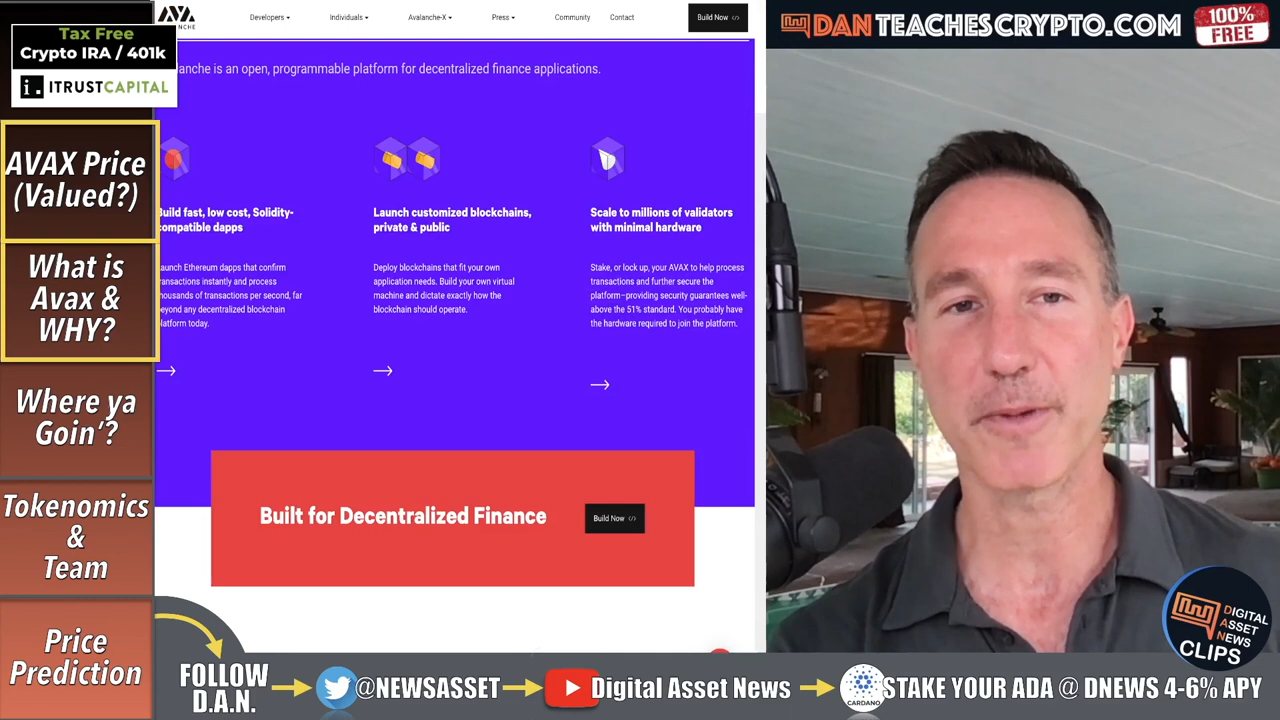 Tax Free
Crypto IRA / 401k
i. ITRUSTCAPITAL
AVAX Price
(Valued?)
What is
Avax &
WHY?
Where ya
Goin'?
Tokenomics
&
Team
Price
Prediction
Developers
Individuals
Avalanche-X
Press
Community
Contact
Build Now </>
anche is an open, programmable platform for decentralized finance applications.
Build fast, low cost, Solidity-
compatible dapps
aunch Ethereum dapps that confirm
ransactions instantly and process
housands of transactions per second, far
eyond any decentralized blockchain
latform today.
Launch customized blockchains,
private & public
Deploy blockchains that fit your own
application needs. Build your own virtual
machine and dictate exactly how the
blockchain should operate.
Scale to millions of validators
with minimal hardware
Stake, or lock up, your AVAX to help process
transactions and further secure the
platform–providing security guarantees well-
above the 51% standard. You probably have
the hardware required to join the platform.
Built for Decentralized Finance
Build Now </>
DANTEACHESCRYPTO.COM
100%
FREE
DIGITAL
ASSET
NEWS
CLIPS
FOLLOW
D.A.N.
@NEWSASSET
Digital Asset News
CARDANO
STAKE YOUR ADA @ DNEWS 4-6% APY